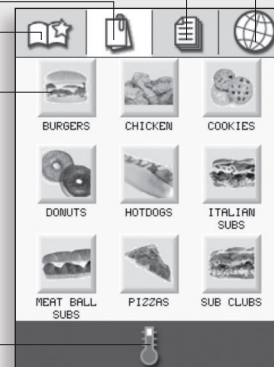 BURGERS
CHICKEN
COOKIES
DONUTS
HOTDOGS
ITALIAN
SUBS
MEAT BALL
SUBS
PIZZAS
SUB CLUBS